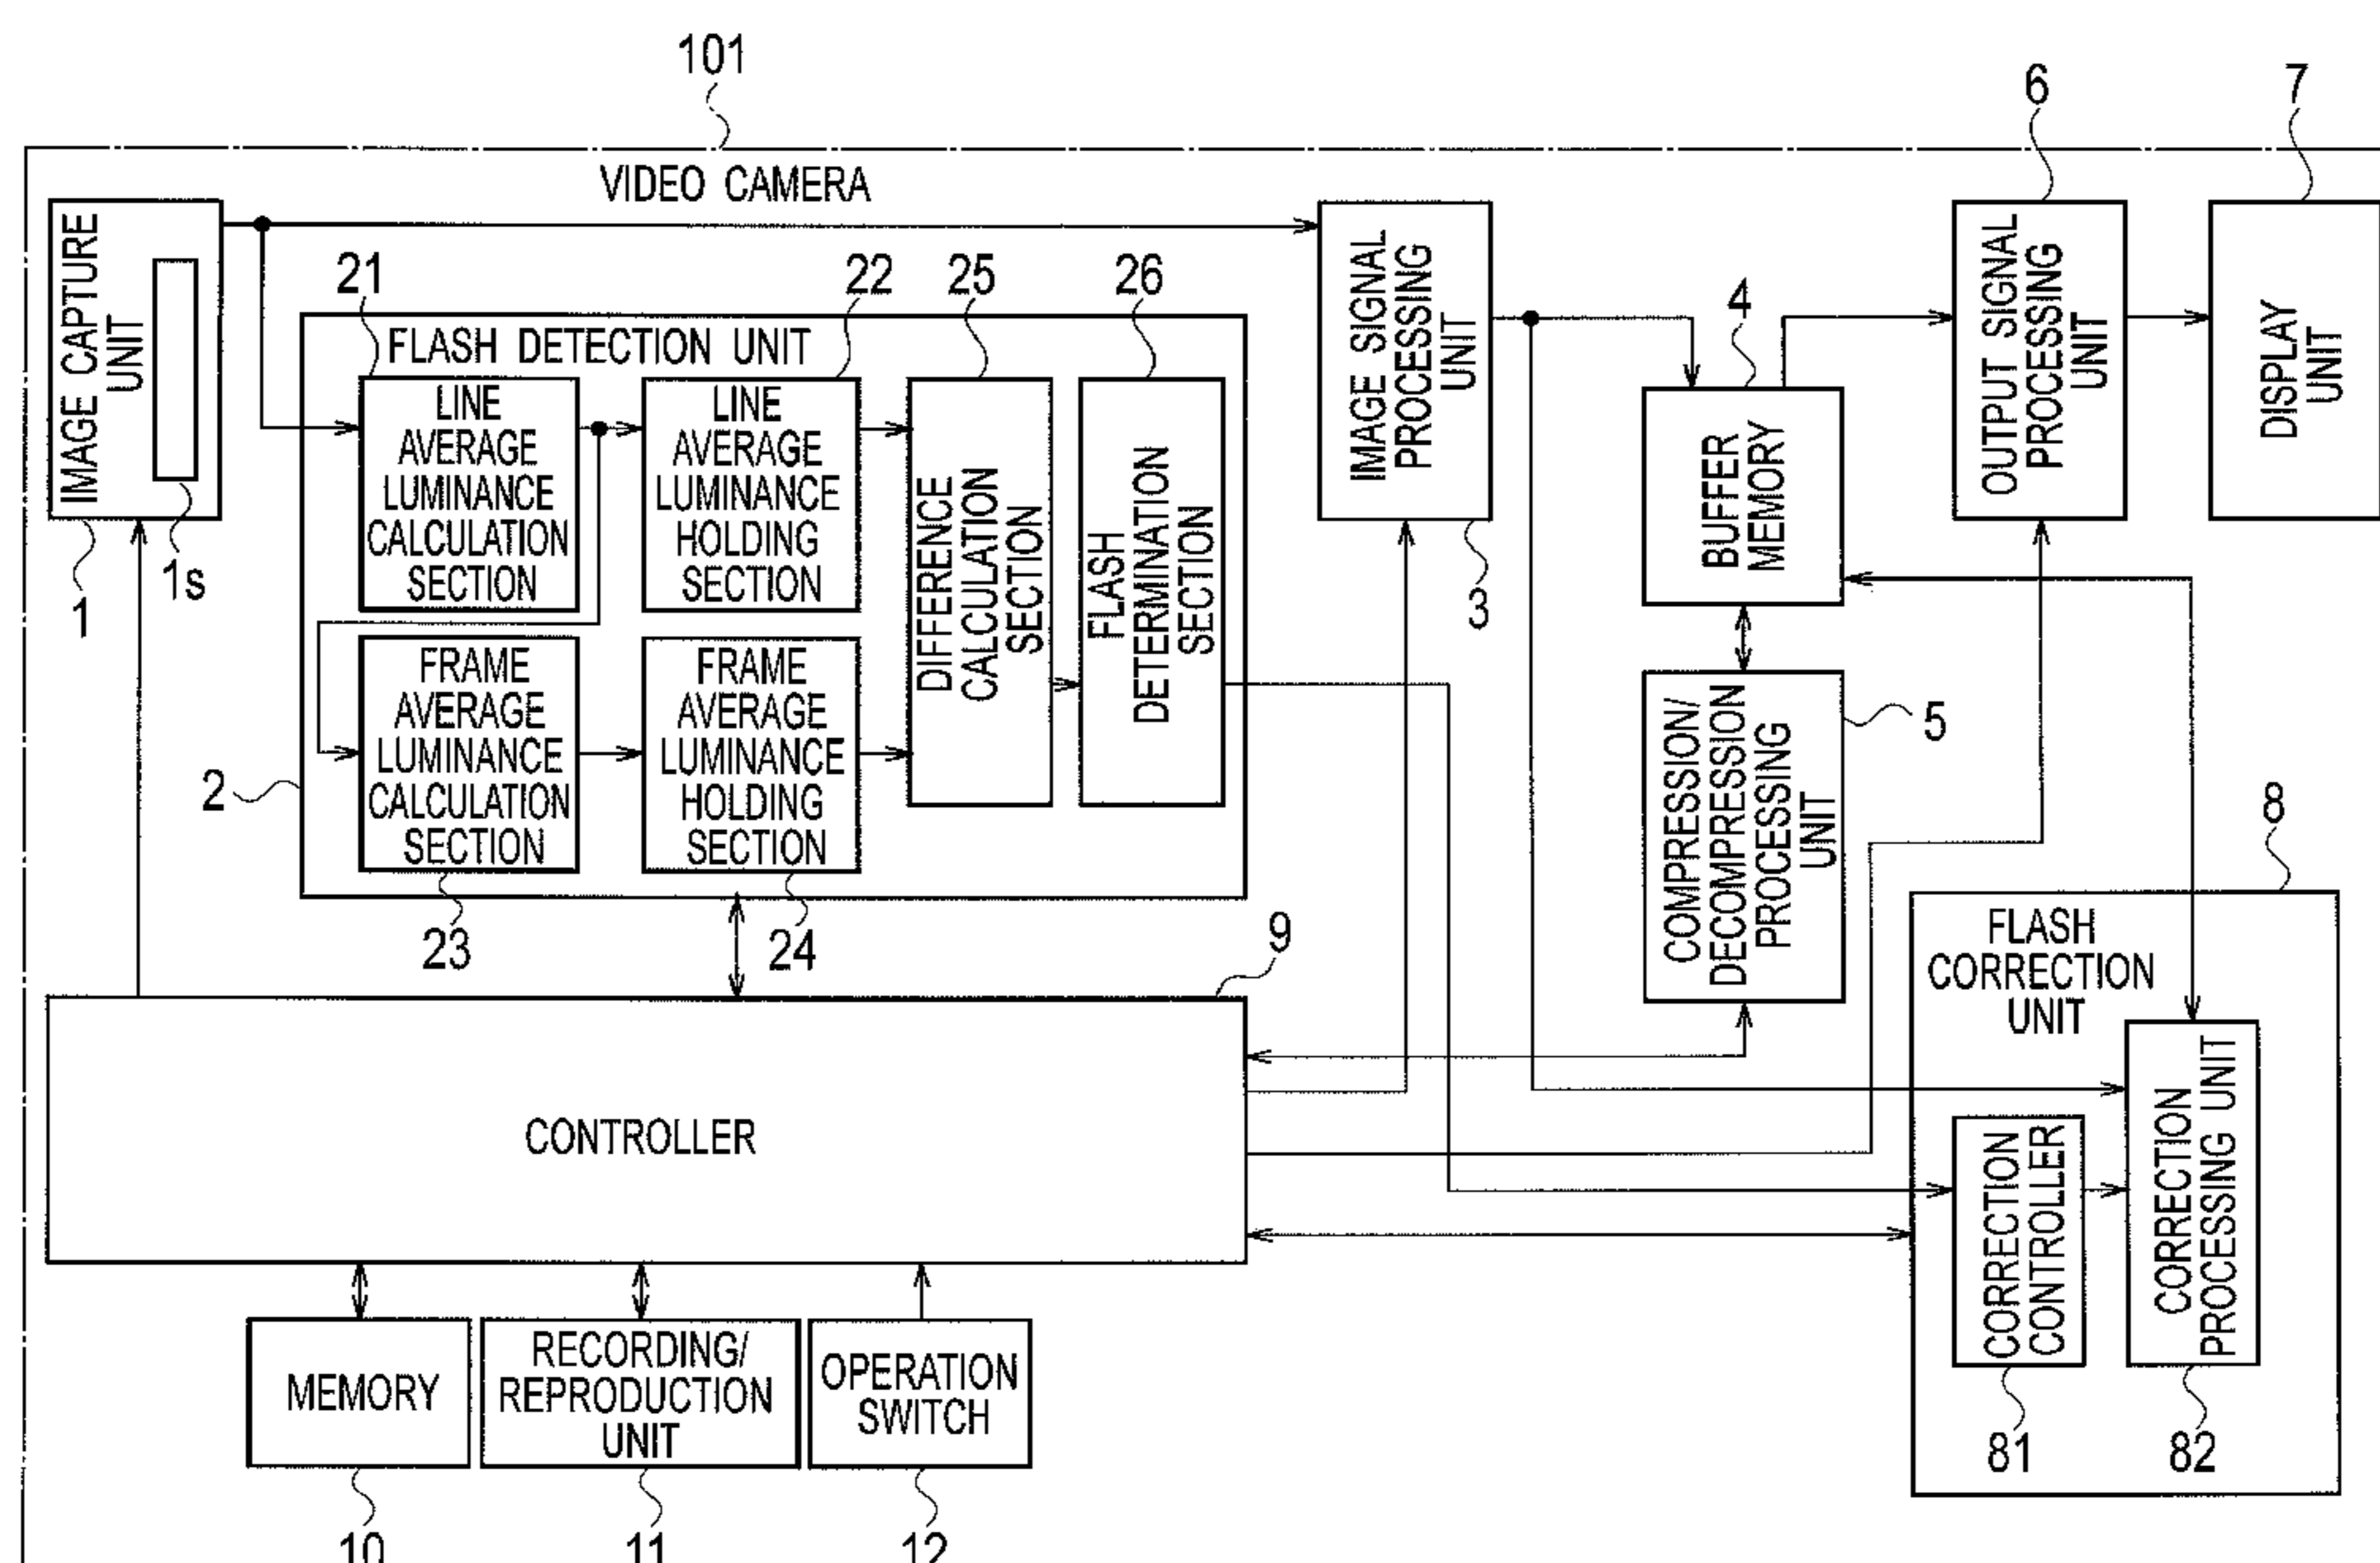 101
6
7
VIDEO CAMERA
IMAGE CAPTURE
UNIT
1s
1
21
22
25
26
FLASH DETECTION UNIT
LINE
AVERAGE
LUMINANCE
CALCULATION
SECTION
LINE
AVERAGE
LUMINANCE
HOLDING
SECTION
FRAME
AVERAGE
LUMINANCE
CALCULATION
SECTION
FRAME
AVERAGE
LUMINANCE
HOLDING
SECTION
DIFFERENCE
CALCULATION
SECTION
FLASH
DETERMINATION
SECTION
2
23
24
IMAGE SIGNAL
PROCESSING
UNIT
3
4
BUFFER
MEMORY
OUTPUT SIGNAL
PROCESSING
UNIT
DISPLAY
UNIT
COMPRESSION/
DECOMPRESSION
PROCESSING
UNIT
5
8
FLASH
CORRECTION
UNIT
CORRECTION
CONTROLLER
CORRECTION
PROCESSING UNIT
81
82
9
CONTROLLER
MEMORY
RECORDING/
REPRODUCTION
UNIT
OPERATION
SWITCH
10
11
12